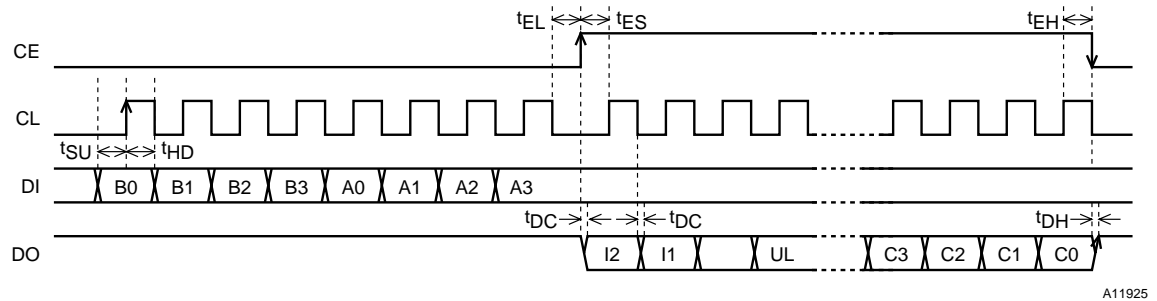 tEL tES tEH
CE
CL
tSU tHD
DI B0 B1 B2 B3 A0 A1 A2 A3
tDC tDC tDH
DO I2 I1 UL C3 C2 C1 C0
A11925